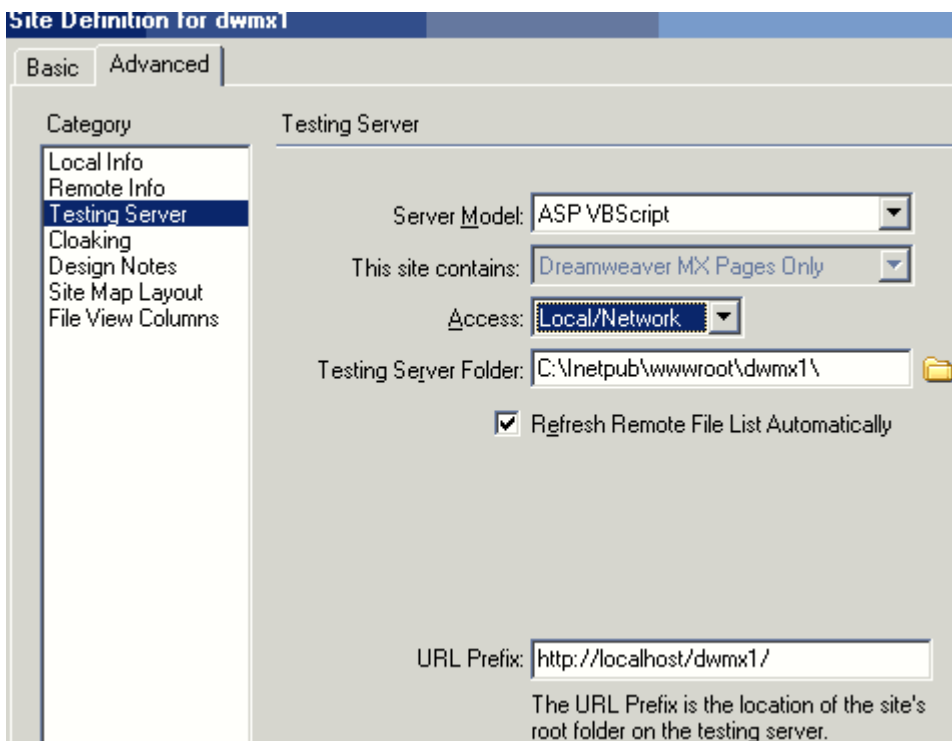 Site Definition for dwmx1
Basic
Advanced
Category
Testing Server
Local Info
Remote Info
Testing Server
Cloaking
Design Notes
Site Map Layout
File View Columns
Server Model: ASP VBScript
This site contains: Dreamweaver MX Pages Only
Access: Local/Network
Testing Server Folder: C:\Inetpub\wwwroot\dwmx1\
Refresh Remote File List Automatically
URL Prefix: http://localhost/dwmx1/
The URL Prefix is the location of the site's
root folder on the testing server.